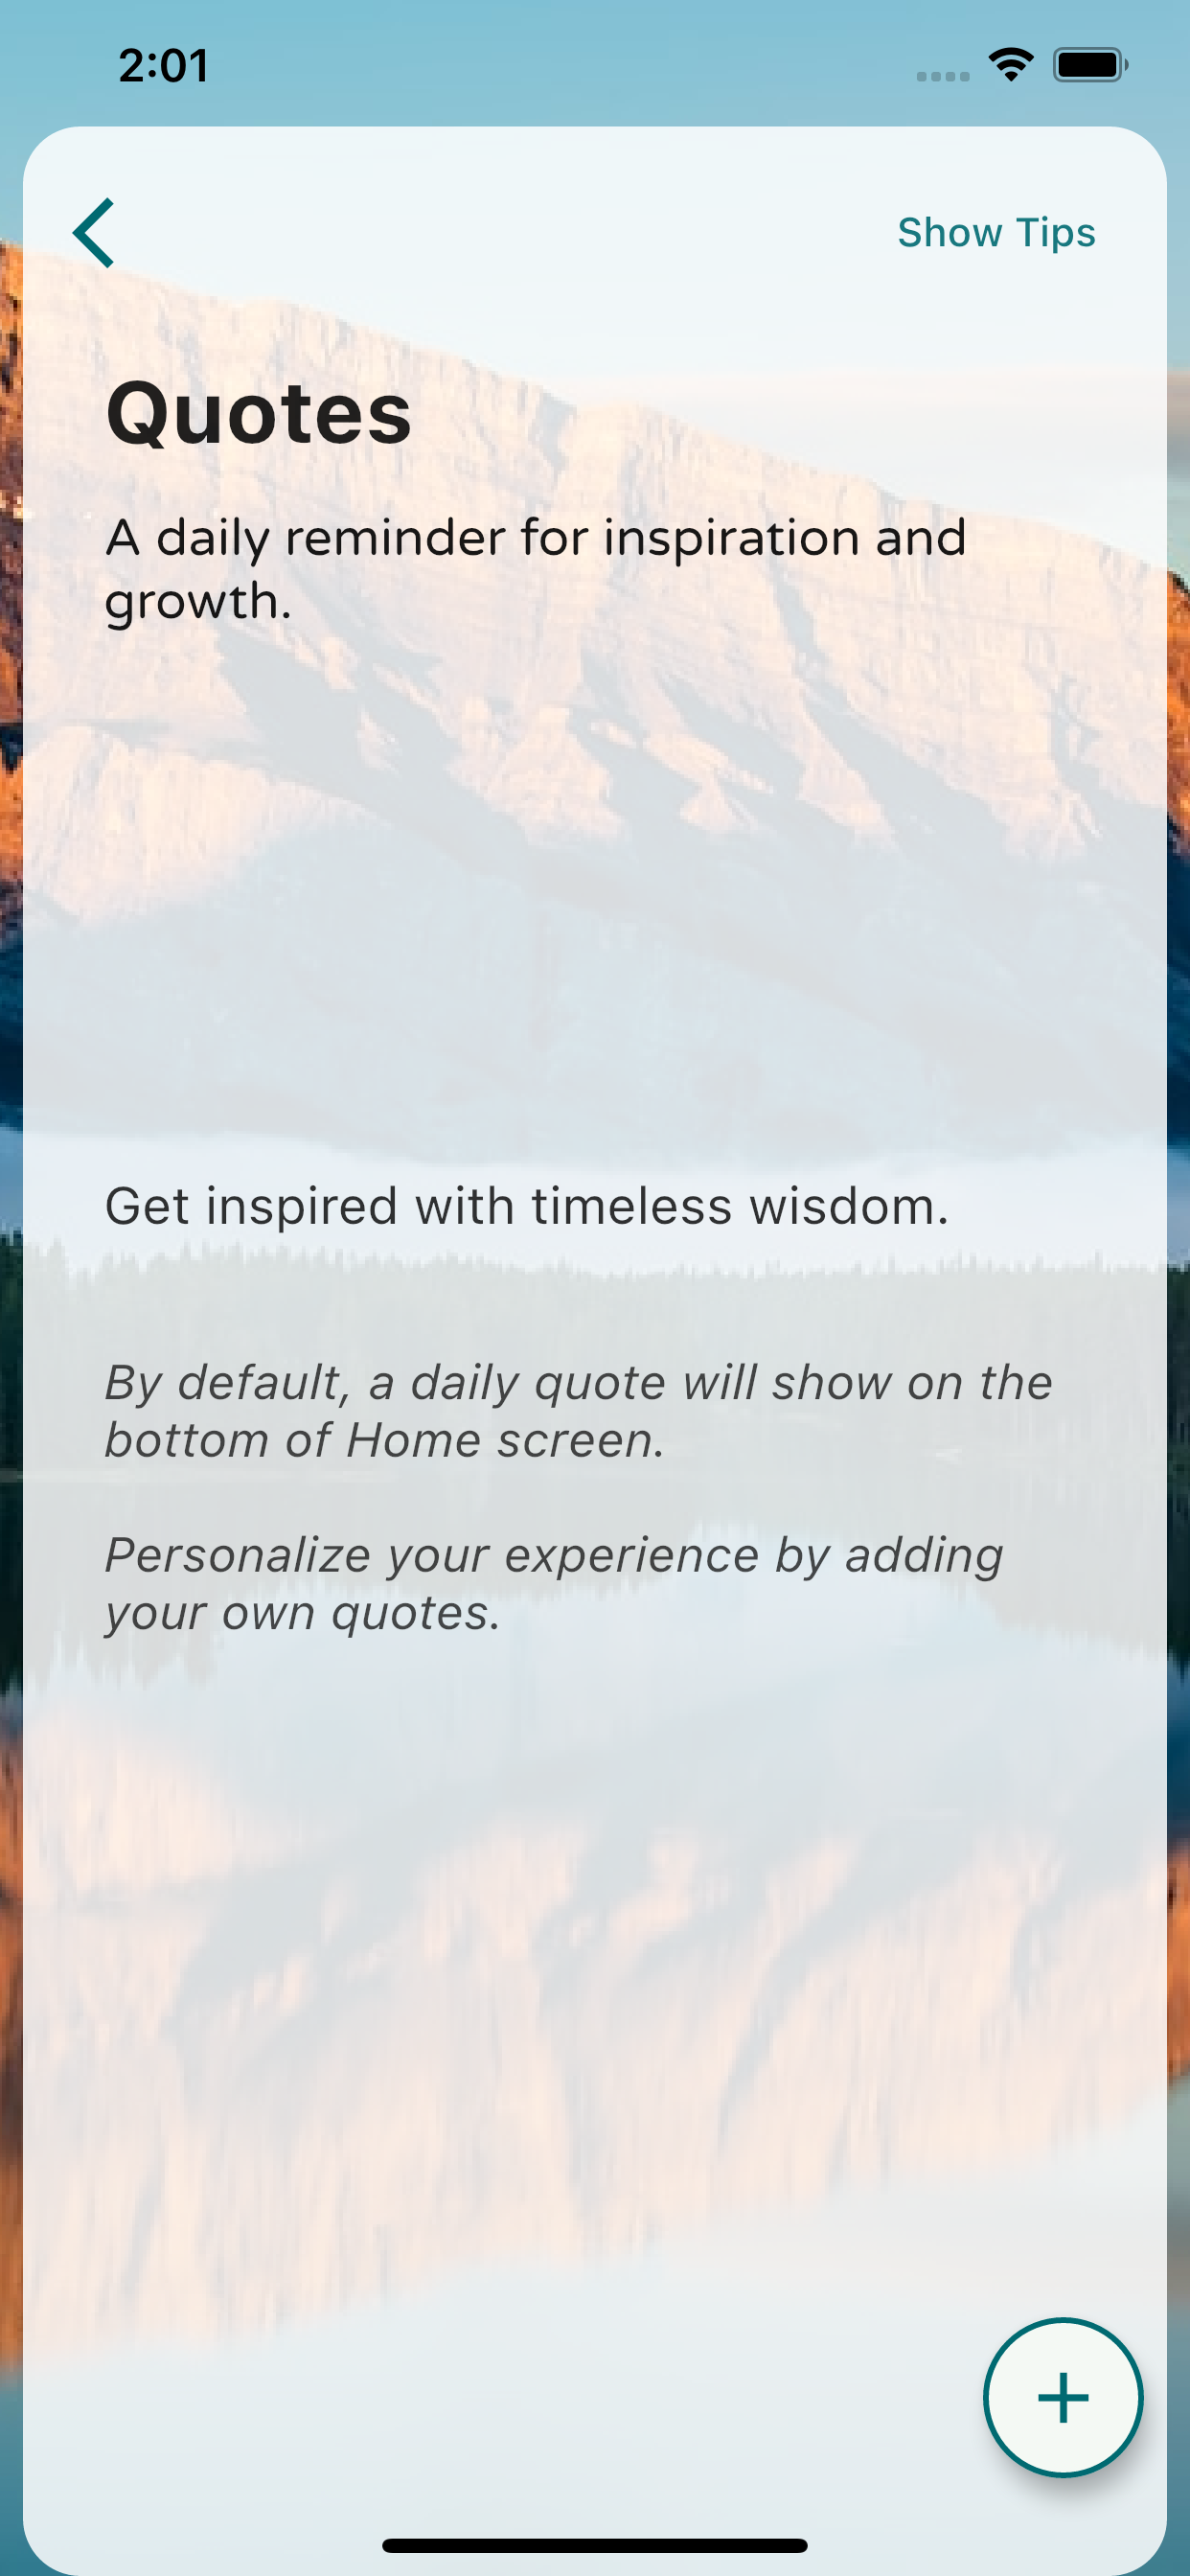 2:01
Show Tips
Quotes
A daily reminder for inspiration and
growth.
Get inspired with timeless wisdom.
By default, a daily quote will show on the
bottom of Home screen.
Personalize your experience by adding
your own quotes.